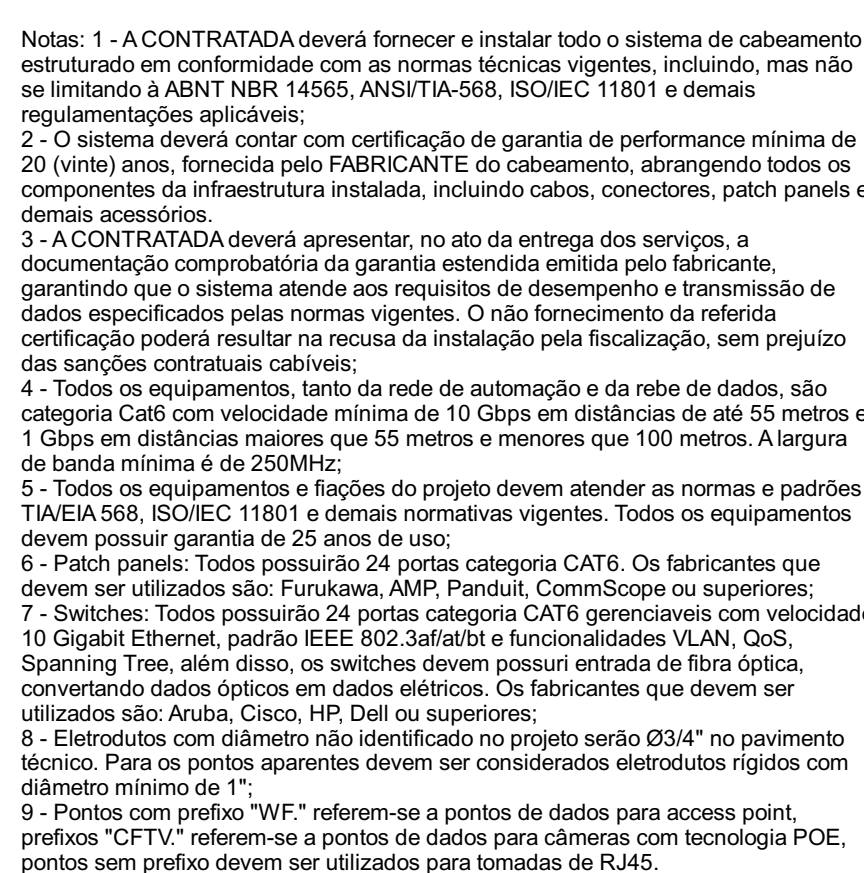 Notas: 1 - A CONTRATADA deverá fornecer e instalar todo o sistema de cabeamento
estruturado em conformidade com as normas técnicas vigentes, incluindo, mas não
se limitando à ABNT NBR 14565, ANSI/TIA-568, ISO/IEC 11801 e demais
regulamentações aplicáveis;
2 - O sistema deverá contar com certificação de garantia de performance mínima de
20 (vinte) anos, fornecida pelo FABRICANTE do cabeamento, abrangendo todos os
componentes da infraestrutura instalada, incluindo cabos, conectores, patch panels e
demais acessórios.
3 - A CONTRATADA deverá apresentar, no ato da entrega dos serviços, a
documentação comprobatória da garantia estendida emitida pelo fabricante,
garantindo que o sistema atende aos requisitos de desempenho e transmissão de
dados especificados pelas normas vigentes. O não fornecimento da referida
certificação poderá resultar na recusa da instalação pela fiscalização, sem prejuízo
das sanções contratuais cabíveis;
4 - Todos os equipamentos, tanto da rede de automação e da rebe de dados, são
categoria Cat6 com velocidade mínima de 10 Gbps em distâncias de até 55 metros e
1 Gbps em distâncias maiores que 55 metros e menores que 100 metros. A largura
de banda mínima é de 250MHz;
5 - Todos os equipamentos e fiações do projeto devem atender as normas e padrões
TIA/EIA 568, ISO/IEC 11801 e demais normativas vigentes. Todos os equipamentos
devem possuir garantia de 25 anos de uso;
6 - Patch panels: Todos possuirão 24 portas categoria CAT6. Os fabricantes que
devem ser utilizados são: Furukawa, AMP, Panduit, CommScope ou superiores;
7 - Switches: Todos possuirão 24 portas categoria CAT6 gerenciaveis com velocidade
10 Gigabit Ethernet, padrão IEEE 802.3af/at/bt e funcionalidades VLAN, QoS,
Spanning Tree, além disso, os switches devem possuri entrada de fibra óptica,
convertando dados ópticos em dados elétricos. Os fabricantes que devem ser
utilizados são: Aruba, Cisco, HP, Dell ou superiores;
8 - Eletrodutos com diâmetro não identificado no projeto serão Ø3/4" no pavimento
técnico. Para os pontos aparentes devem ser considerados eletrodutos rígidos com
diâmetro mínimo de 1";
9 - Pontos com prefixo "WF." referem-se a pontos de dados para access point,
prefixos "CFTV." referem-se a pontos de dados para câmeras com tecnologia POE,
pontos sem prefixo devem ser utilizados para tomadas de RJ45.